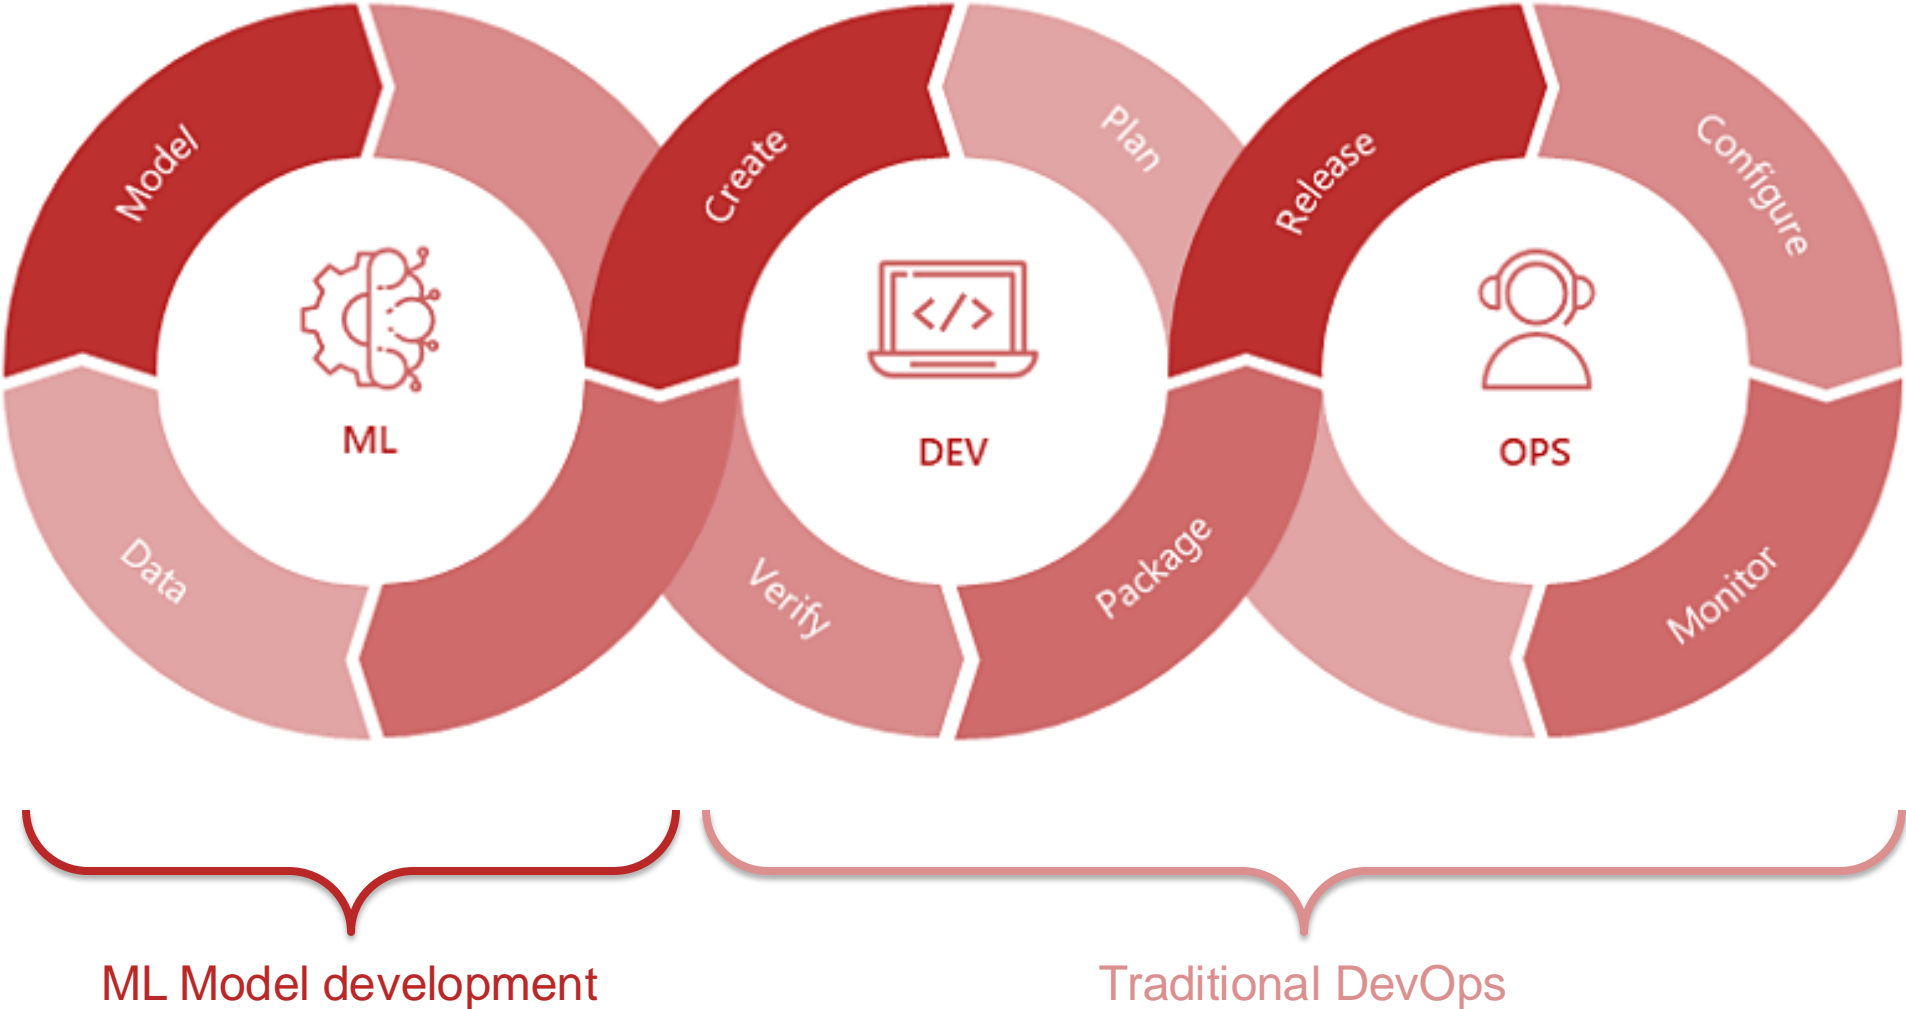 Model
Create
Plan
Release
Configure
ML
DEV
OPS
Data
Verify
Package
Monitor
ML Model development
Traditional DevOps